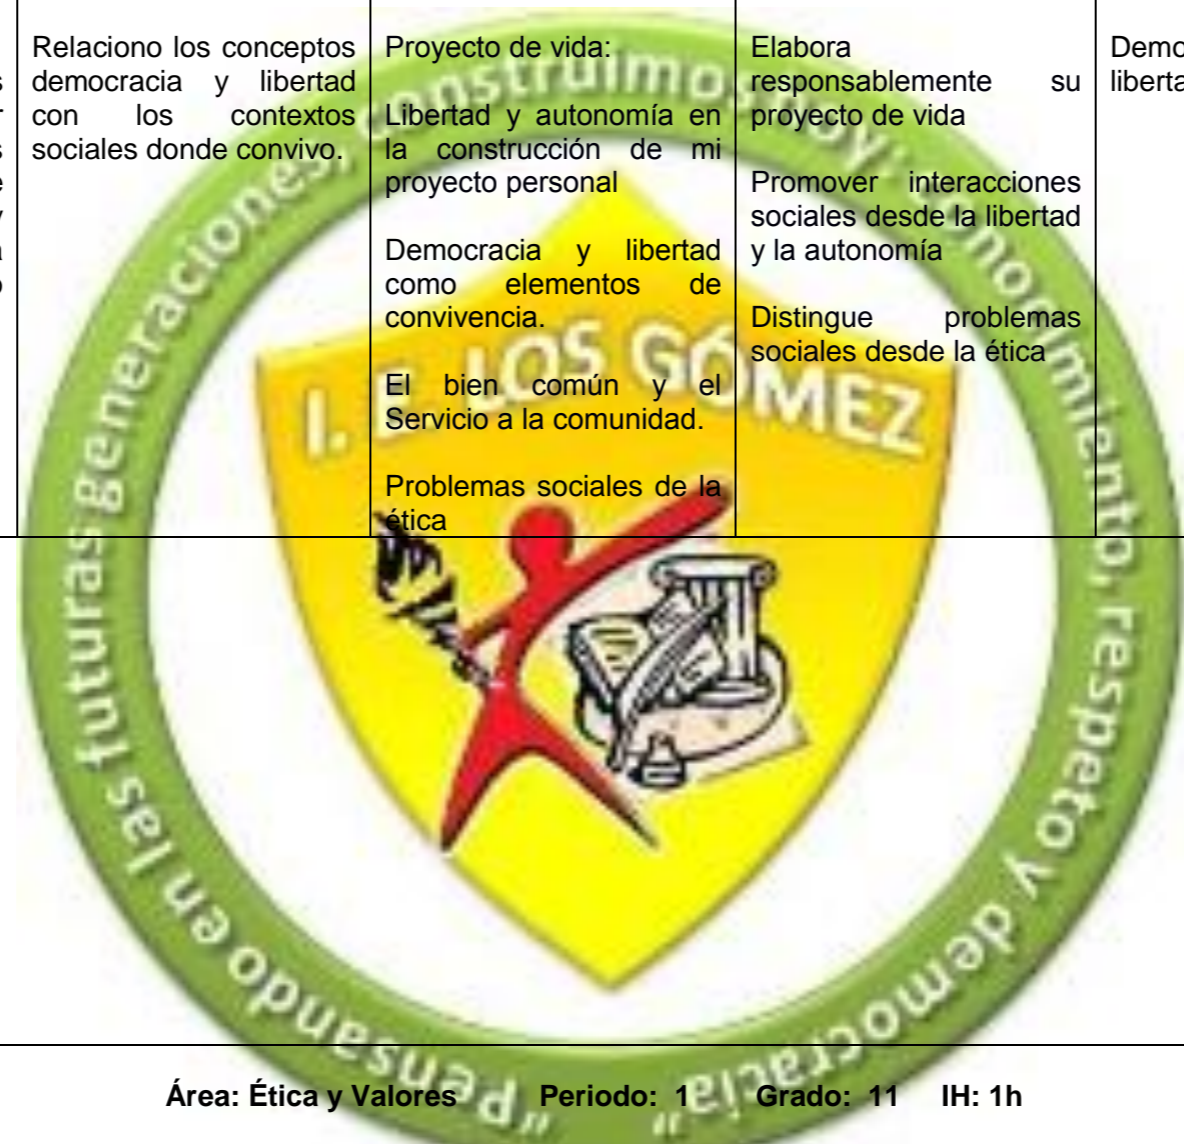 Relaciono los conceptos
democracia y libertad
con los contextos
sociales donde convivo.
Proyecto de vida:
Libertad y autonomía en
la construcción de mi
proyecto personal
Democracia y libertad
como elementos de
convivencia.
El bien común y el
Servicio a la comunidad.
Problemas sociales de la
ética
Elabora
responsablemente su
proyecto de vida
Promover interacciones
sociales desde la libertad
y la autonomía
Distingue problemas
sociales desde la ética
I. E. LOS GÓMEZ
"Pensando en las futuras generaciones, construimos hoy: conocimiento, respeto y democracia"
Área: Ética y Valores Periodo: 1 Grado: 11 IH: 1h